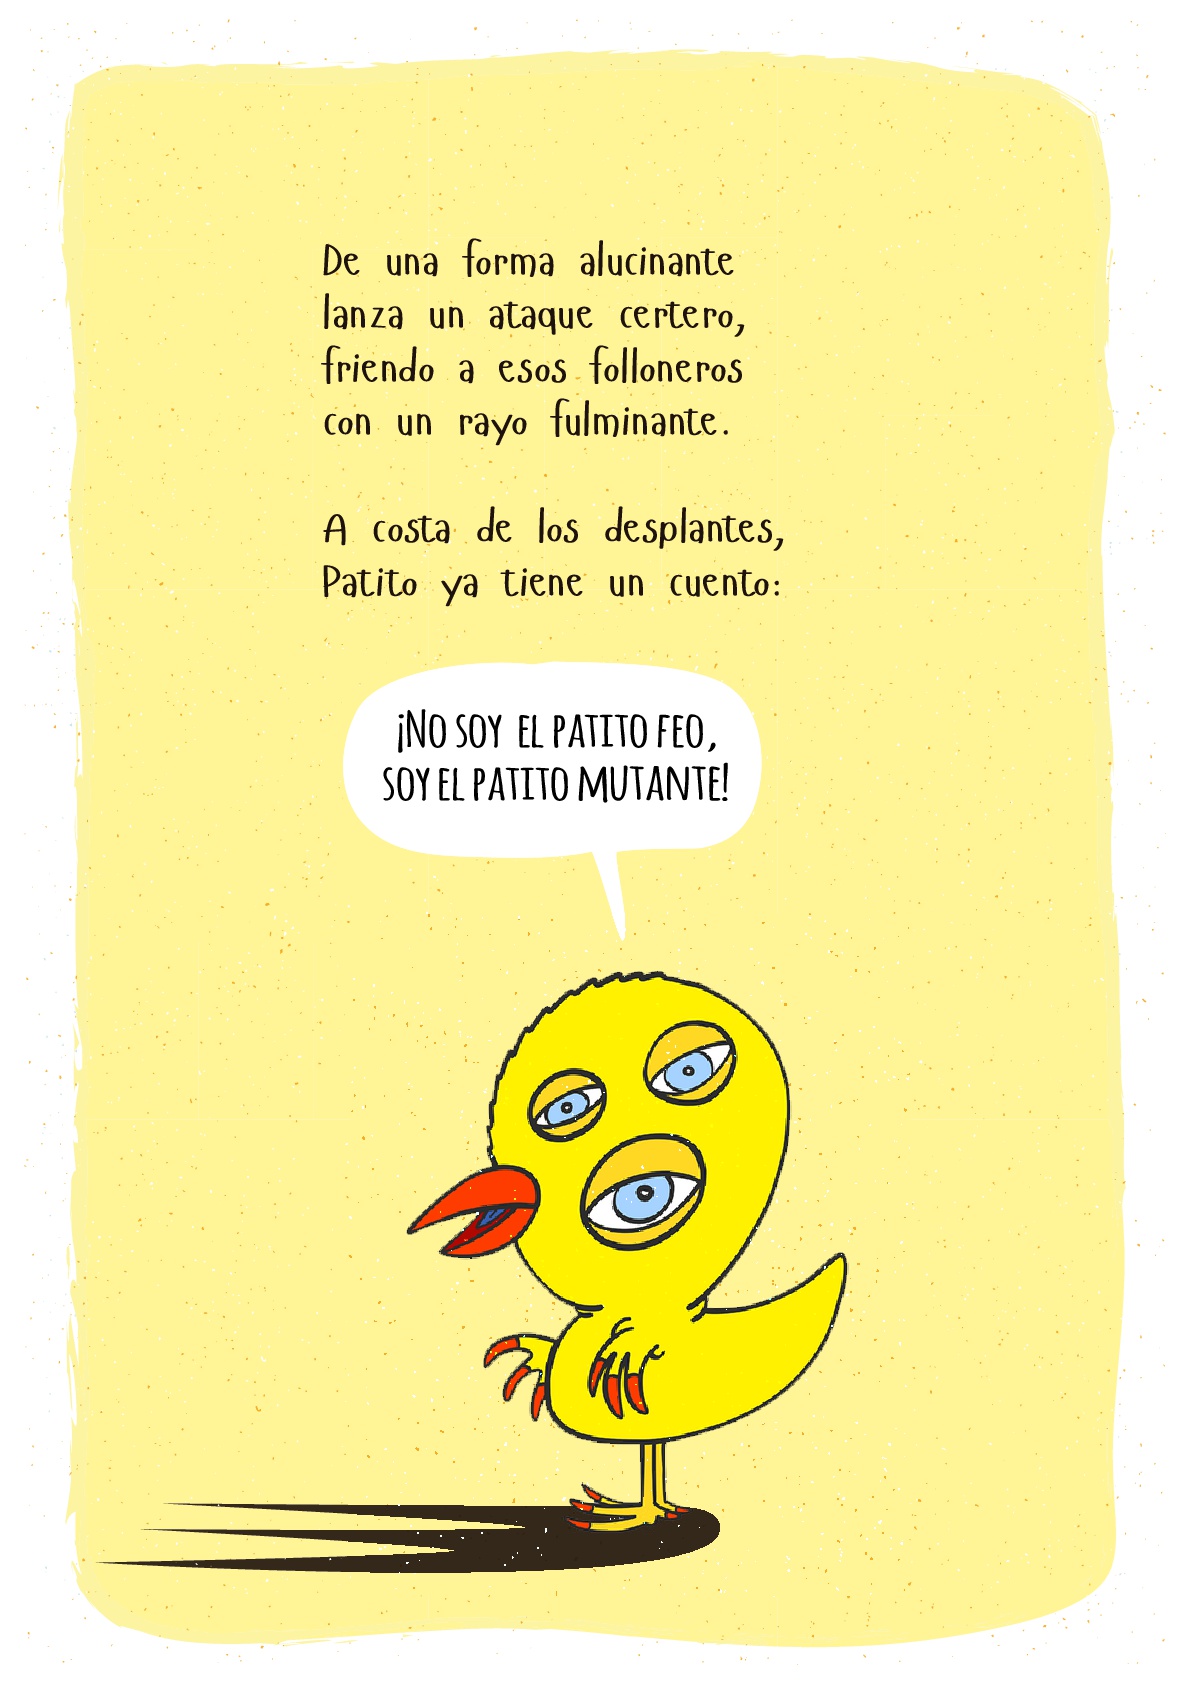 De una forma alucinante
lanza un ataque certero,
friendo a esos folloneros
con un rayo fulminante.
A costa de los desplantes,
Patito ya tiene un cuento:
¡NO SOY EL PATITO FEO,
SOY EL PATITO MUTANTE!